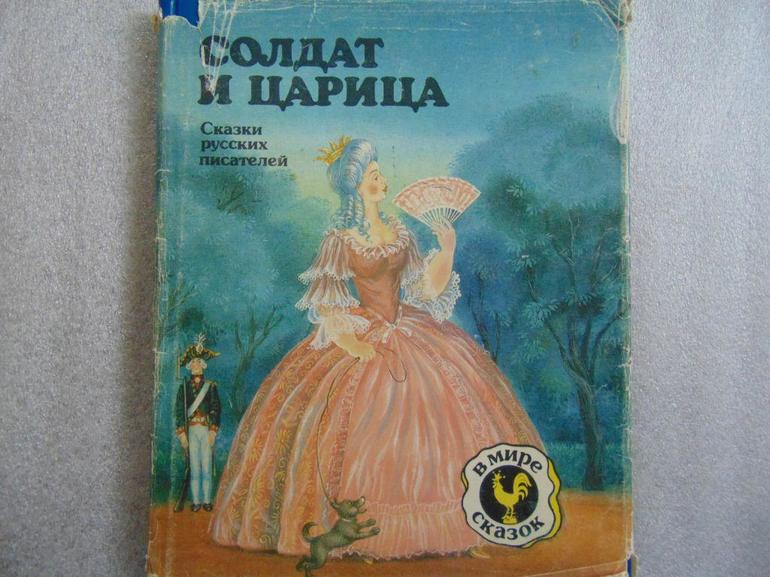 СОЛДАТ
И ЦАРИЦА
Сказки
русских
писателей
в мире
сказок